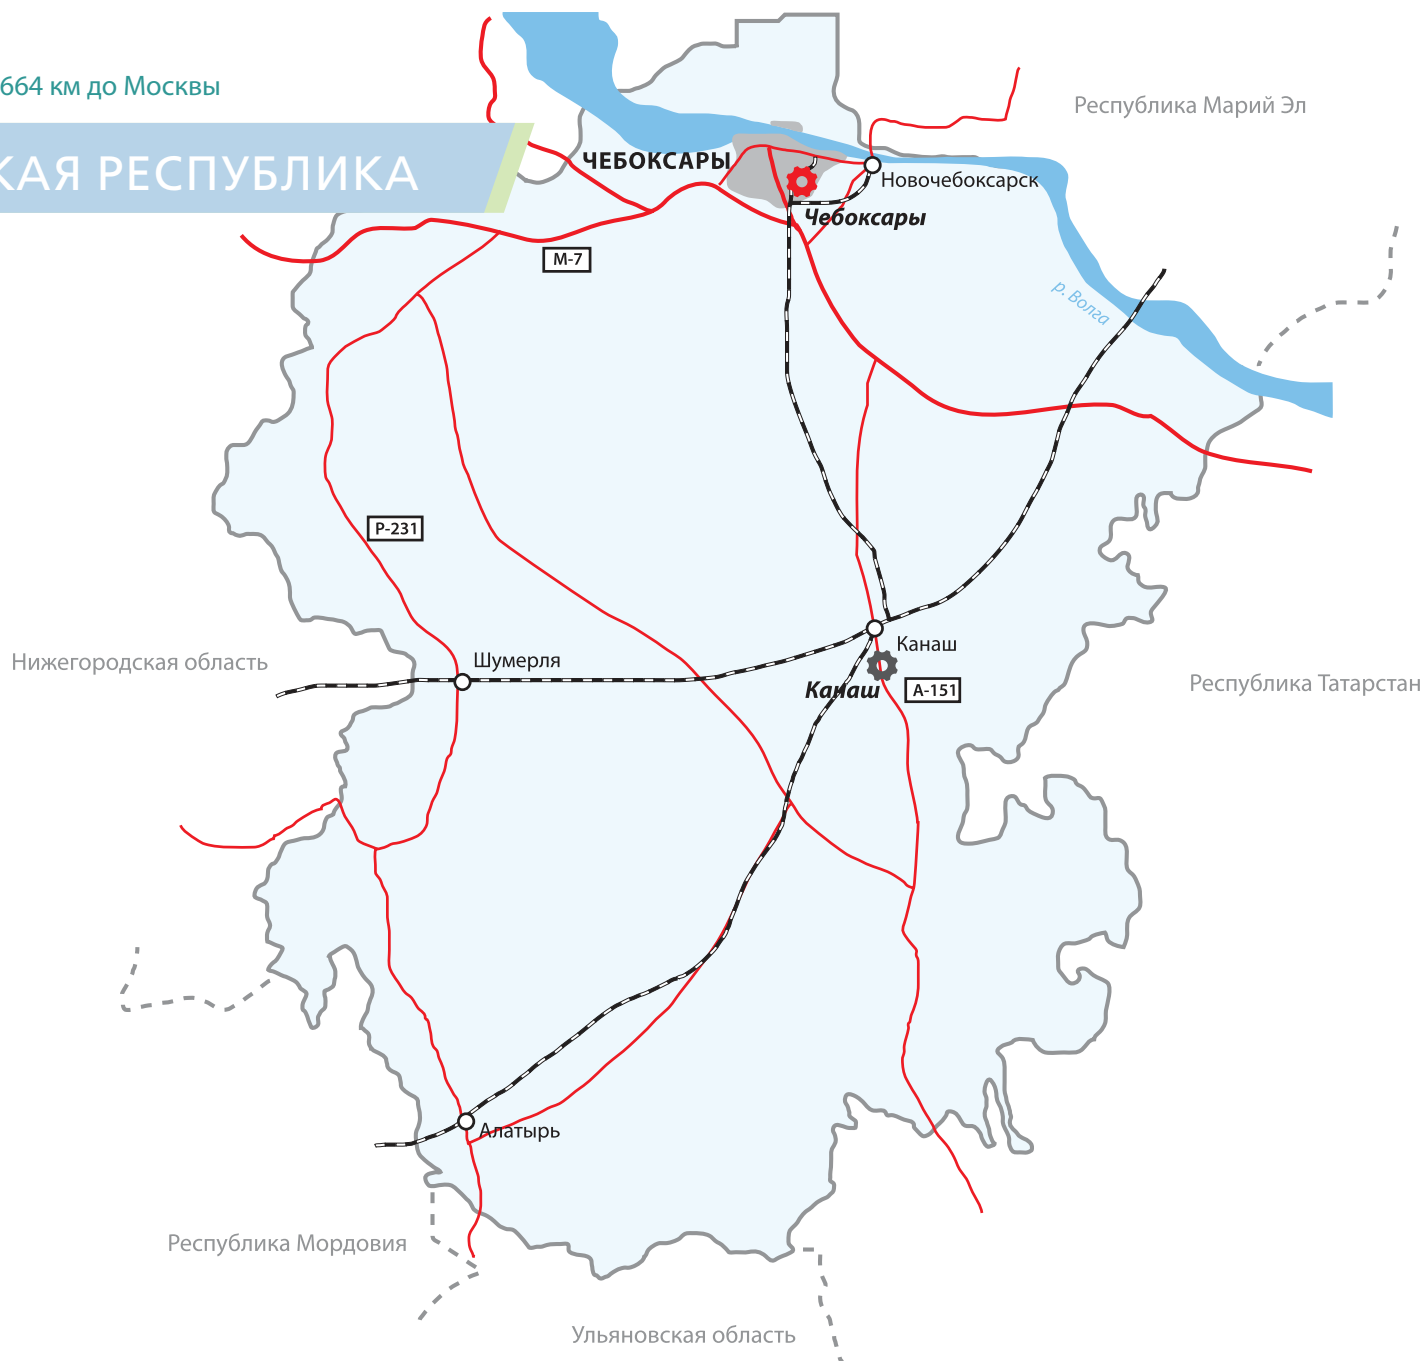 664 км до Москвы
КАЯ РЕСПУБЛИКА
Республика Марий Эл
ЧЕБОКСАРЫ
Новочебоксарск
Чебоксары
М-7
р. Волга
Р-231
Канаш
Шумерля
Нижегородская область
Республика Татарстан
Канаш
А-151
Алатырь
Республика Мордовия
Ульяновская область